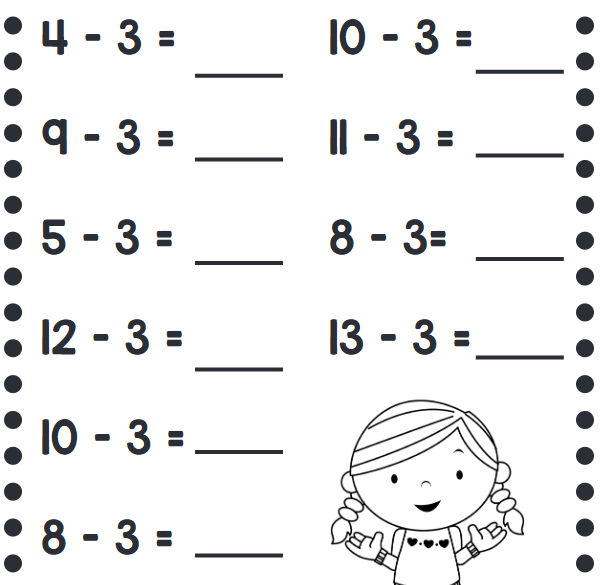 4 - 3 = ____
9 - 3 = ____
5 - 3 = ____
12 - 3 = ____
10 - 3 = ____
8 - 3 = ____
10 - 3 = ____
11 - 3 = ____
8 - 3= ____
13 - 3 = ____